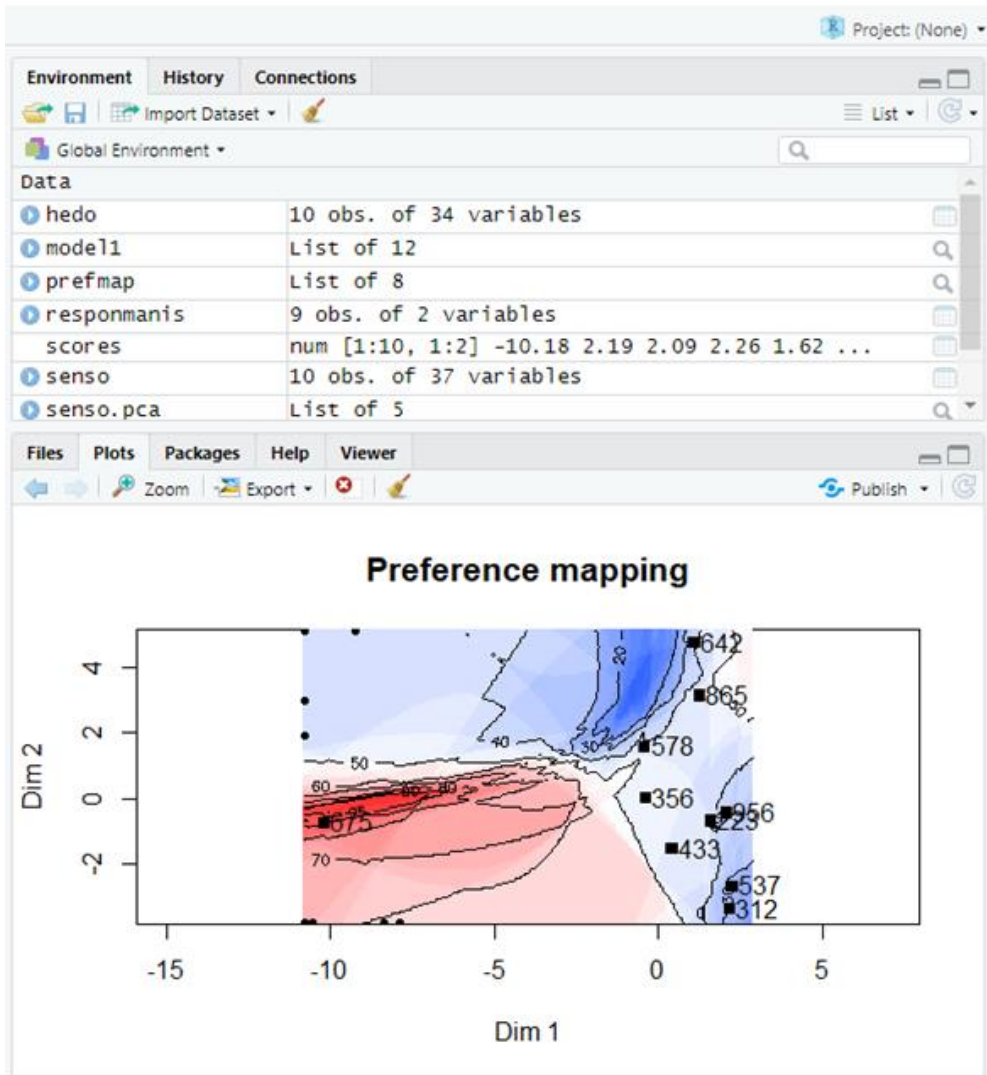 Project: (None)
Environment History Connections
Import Dataset List
Global Environment
Data
hedo 10 obs. of 34 variables
model1 List of 12
prefmap List of 8
responmanis 9 obs. of 2 variables
scores num [1:10, 1:2] -10.18 2.19 2.09 2.26 1.62 ...
senso 10 obs. of 37 variables
senso.pca List of 5
Files Plots Packages Help Viewer
Zoom Export Publish
Preference mapping
642
20
4
865
40 30 578
2
50
60 80
356
0
675
956
223
433
70
-2
537
312
Dim 2
-15 -10 -5 0 5
Dim 1